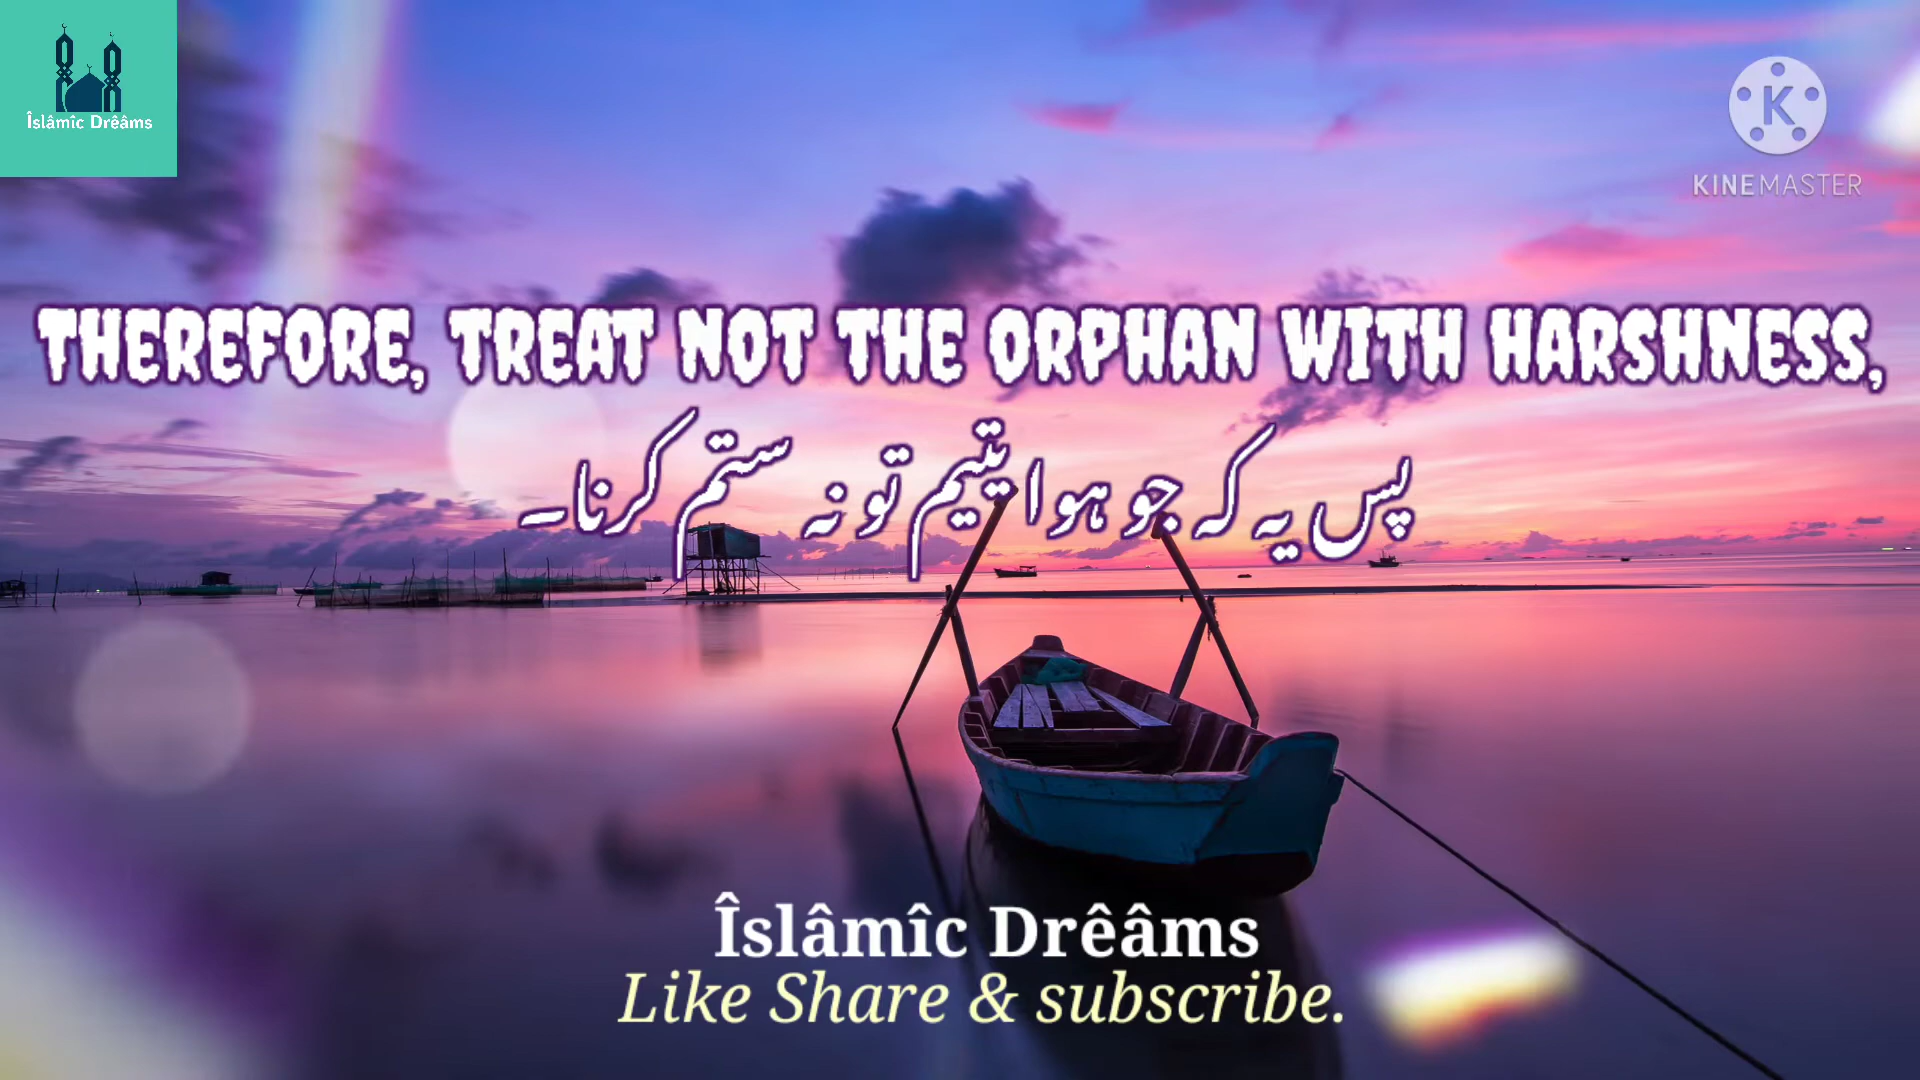 Îslâmîc Drêâms
K
KINEMASTER
THEREFORE, TREAT NOT THE ORPHAN WITH HARSHNESS,
پس یہ کہ جو ہوا یتیم تو نہ ستم کرنا۔
Îslâmîc Drêâms
Like Share & subscribe.